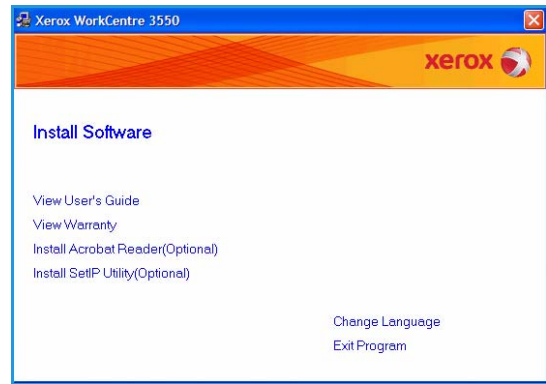 Xerox WorkCentre 3550
xerox
Install Software
View User's Guide
View Warranty
Install Acrobat Reader(Optional)
Install SetIP Utility(Optional)
Change Language
Exit Program